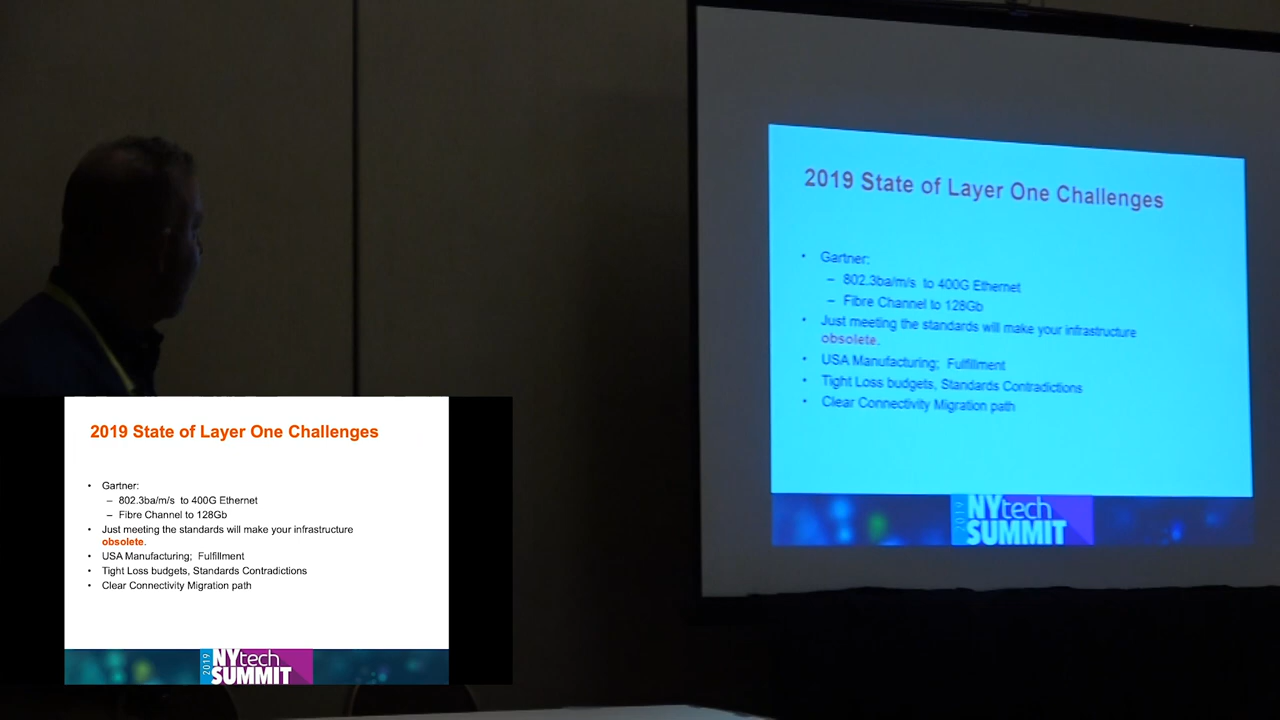 2019 State of Layer One Challenges
• Gartner:
– 802.3ba/m/s to 400G Ethernet
– Fibre Channel to 128Gb
• Just meeting the standards will make your infrastructure
obsolete.
• USA Manufacturing; Fulfillment
• Tight Loss budgets, Standards Contradictions
• Clear Connectivity Migration path
2019
NYtech
SUMMIT
2019 State of Layer One Challenges
• Gartner:
– 802.3ba/m/s to 400G Ethernet
– Fibre Channel to 128Gb
• Just meeting the standards will make your infrastructure
obsolete.
• USA Manufacturing; Fulfillment
• Tight Loss budgets, Standards Contradictions
• Clear Connectivity Migration path
2019
NYtech
SUMMIT